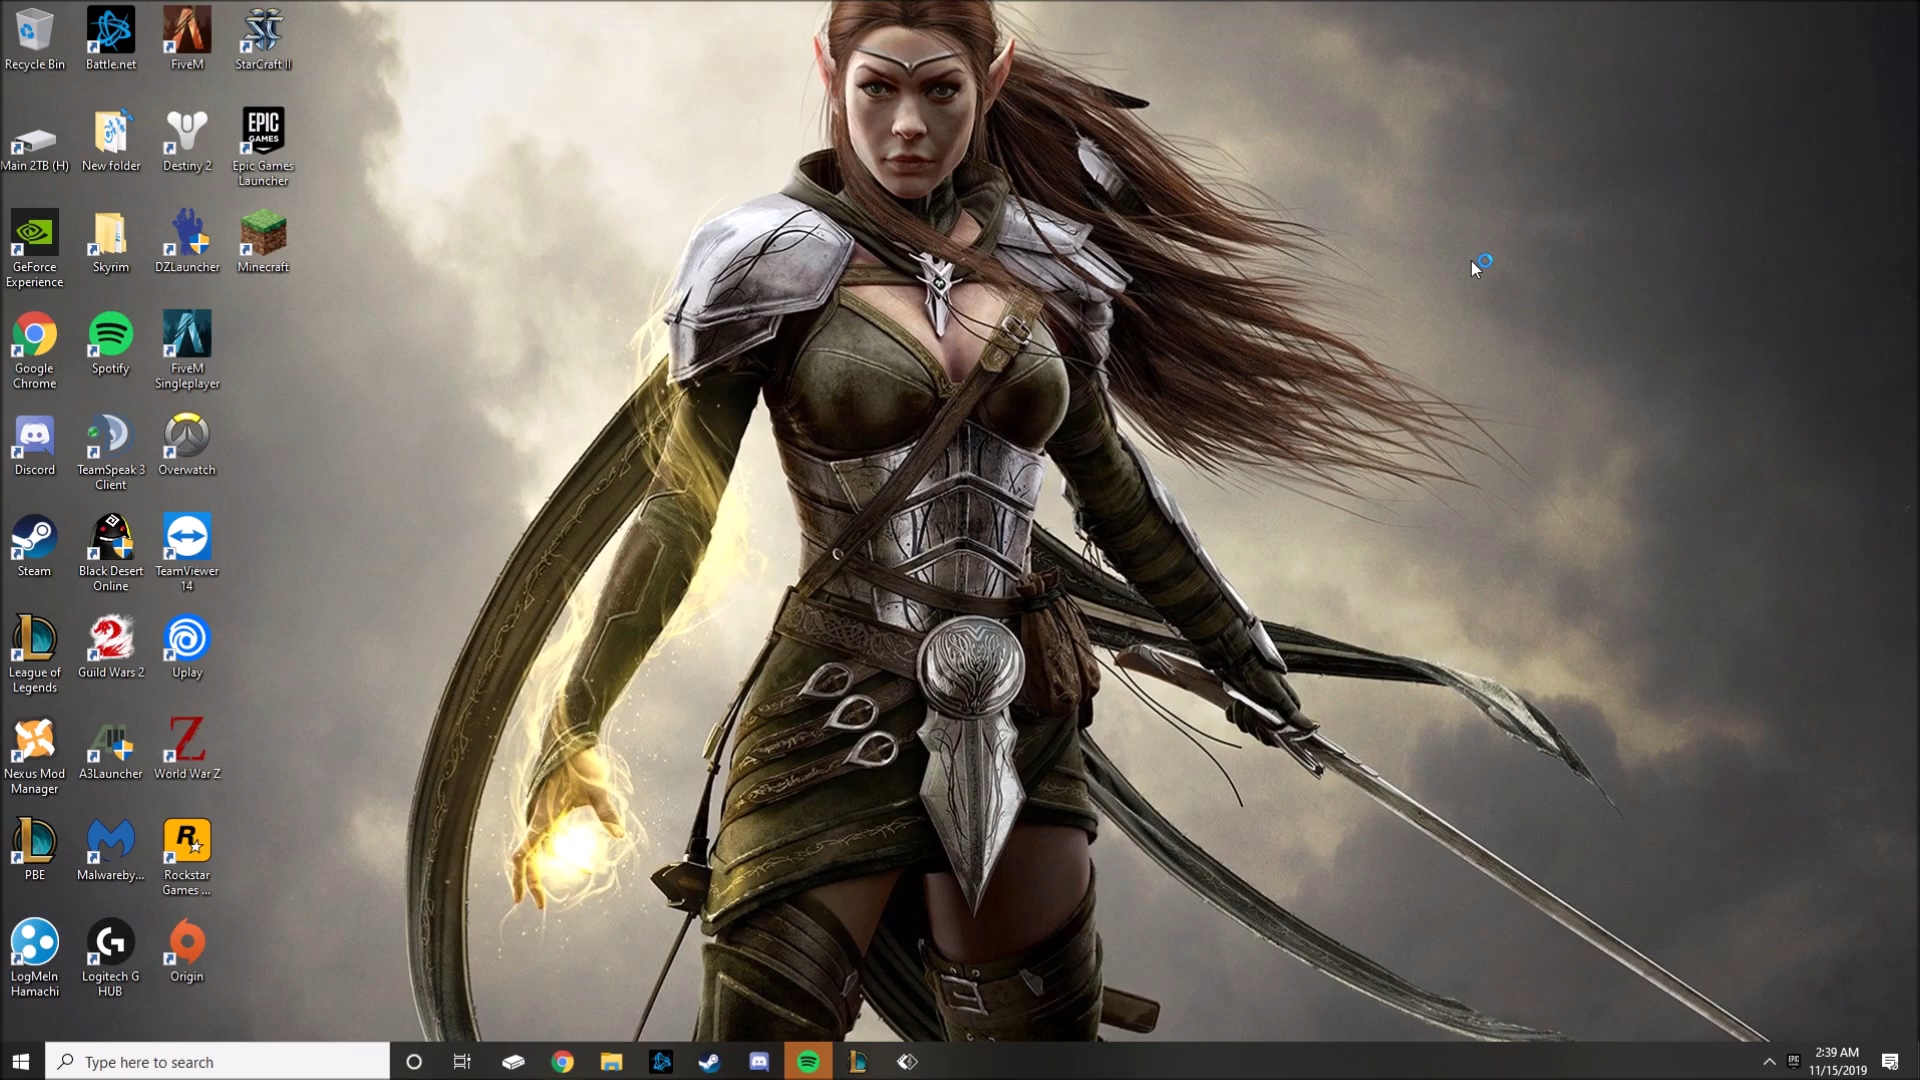 Recycle Bin
Battle.net
FiveM
StarCraft II
Main 2TB (H)
New folder
Destiny 2
EPIC
GAMES
Epic Games
Launcher
GeForce
Experience
Skyrim
DZLauncher
Minecraft
Google
Chrome
Spotify
FiveM
Singleplayer
Discord
TeamSpeak 3
Client
Overwatch
Steam
Black Desert
Online
TeamViewer
14
League of
Legends
Guild Wars 2
Uplay
Nexus Mod
Manager
A3Launcher
Z
World War Z
PBE
Malwareby...
R
Rockstar
Games ...
LogMeIn
Hamachi
G
Logitech G
HUB
Origin
Type here to search
EPIC
2:39 AM
11/15/2019